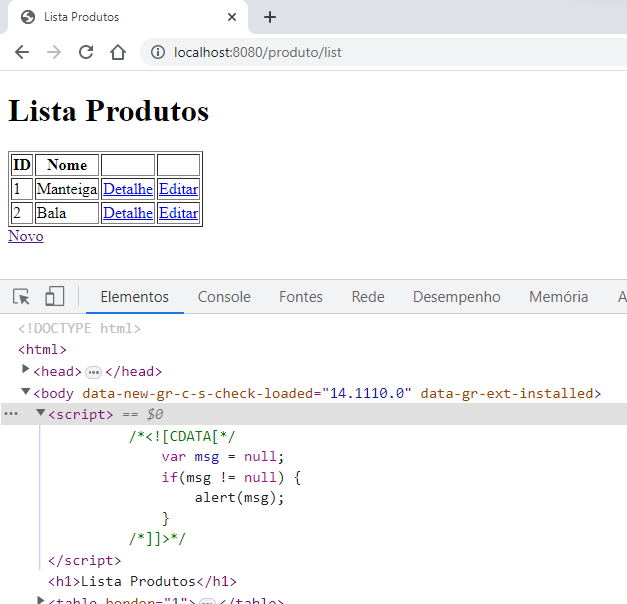 Lista Produtos
localhost:8080/produto/list
Lista Produtos
ID Nome
1 Manteiga Detalhe Editar
2 Bala Detalhe Editar
Novo
Elementos Console Fontes Rede Desempenho Memória A
<!DOCTYPE html>
<html>
<head> ••• </head>
<body data-new-gr-c-s-check-loaded="14.1110.0" data-gr-ext-installed>
••• <script> == $0
/*<![CDATA[*/
var msg = null;
if(msg != null) {
alert(msg);
}
/*]]>*/
</script>
<h1>Lista Produtos</h1>
<table border="1"> ••• </table>